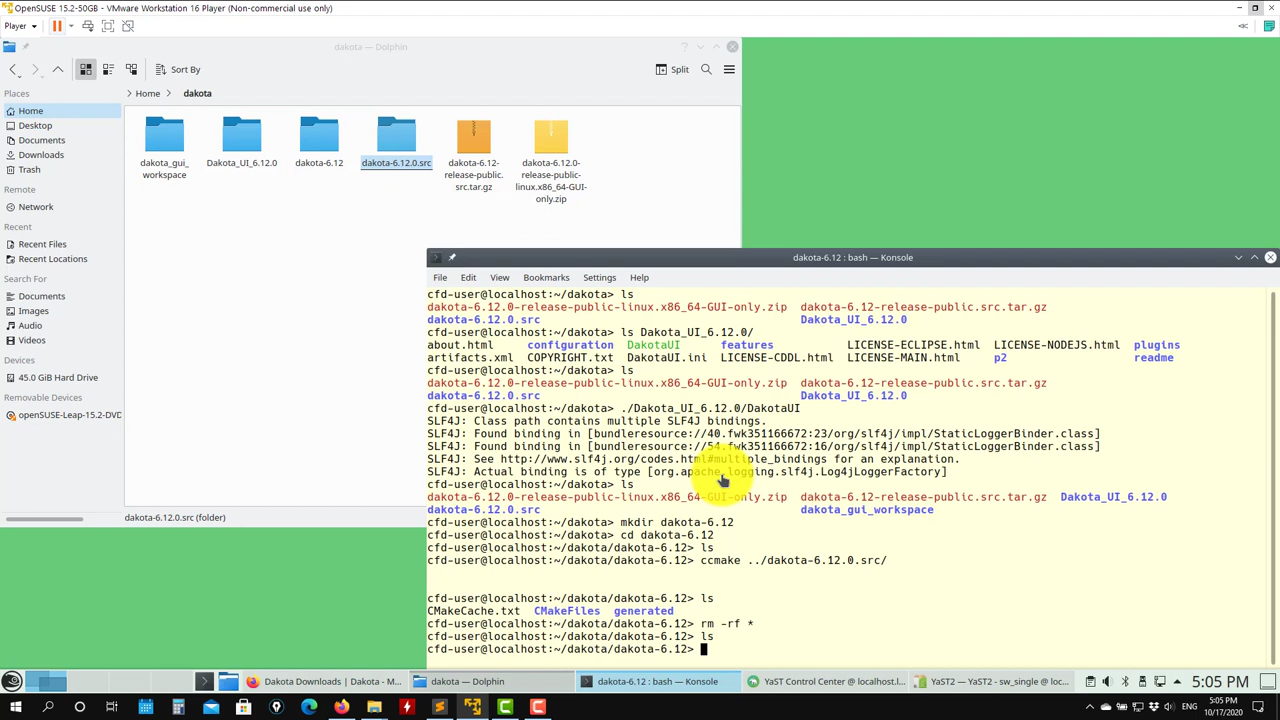 OpenSUSE 15.2-50GB - VMware Workstation 16 Player (Non-commercial use only)
Player
dakota — Dolphin
Sort By
Split
Places
Home
Desktop
Documents
Downloads
Trash
Remote
Network
Recent
Recent Files
Recent Locations
Search For
Documents
Images
Audio
Videos
Devices
45.0 GiB Hard Drive
Removable Devices
openSUSE-Leap-15.2-DVD
Home > dakota
dakota_gui_
workspace
Dakota_UI_6.12.0
dakota-6.12
dakota-6.12.0.src
dakota-6.12-
release-public.
src.tar.gz
dakota-6.12.0-
release-public-
linux.x86_64-GUI-
only.zip
dakota-6.12.0.src (folder)
dakota-6.12 : bash — Konsole
File Edit View Bookmarks Settings Help
cfd-user@localhost:~/dakota> ls
dakota-6.12.0-release-public-linux.x86_64-GUI-only.zip dakota-6.12-release-public.src.tar.gz
dakota-6.12.0.src Dakota_UI_6.12.0
cfd-user@localhost:~/dakota> ls Dakota_UI_6.12.0/
about.html configuration DakotaUI features LICENSE-ECLIPSE.html LICENSE-NODEJS.html plugins
artifacts.xml COPYRIGHT.txt DakotaUI.ini LICENSE-CDDL.html LICENSE-MAIN.html p2 readme
cfd-user@localhost:~/dakota> ls
dakota-6.12.0-release-public-linux.x86_64-GUI-only.zip dakota-6.12-release-public.src.tar.gz
dakota-6.12.0.src Dakota_UI_6.12.0
cfd-user@localhost:~/dakota> ./Dakota_UI_6.12.0/DakotaUI
SLF4J: Class path contains multiple SLF4J bindings.
SLF4J: Found binding in [bundleresource://40.fwk351166672:23/org/slf4j/impl/StaticLoggerBinder.class]
SLF4J: Found binding in [bundleresource://54.fwk351166672:16/org/slf4j/impl/StaticLoggerBinder.class]
SLF4J: See http://www.slf4j.org/codes.html#multiple_bindings for an explanation.
SLF4J: Actual binding is of type [org.apache.logging.slf4j.Log4jLoggerFactory]
cfd-user@localhost:~/dakota> ls
dakota-6.12.0-release-public-linux.x86_64-GUI-only.zip dakota-6.12-release-public.src.tar.gz Dakota_UI_6.12.0
dakota-6.12.0.src dakota_gui_workspace
cfd-user@localhost:~/dakota> mkdir dakota-6.12
cfd-user@localhost:~/dakota> cd dakota-6.12
cfd-user@localhost:~/dakota/dakota-6.12> ls
cfd-user@localhost:~/dakota/dakota-6.12> ccmake ../dakota-6.12.0.src/
cfd-user@localhost:~/dakota/dakota-6.12> ls
CMakeCache.txt CMakeFiles generated
cfd-user@localhost:~/dakota/dakota-6.12> rm -rf *
cfd-user@localhost:~/dakota/dakota-6.12> ls
cfd-user@localhost:~/dakota/dakota-6.12>
Dakota Downloads | Dakota - M... dakota — Dolphin dakota-6.12 : bash — Konsole YaST Control Center @ localhost.l... YaST2 — YaST2 - sw_single @ loc... 5:05 PM
5:05 PM
10/17/2020